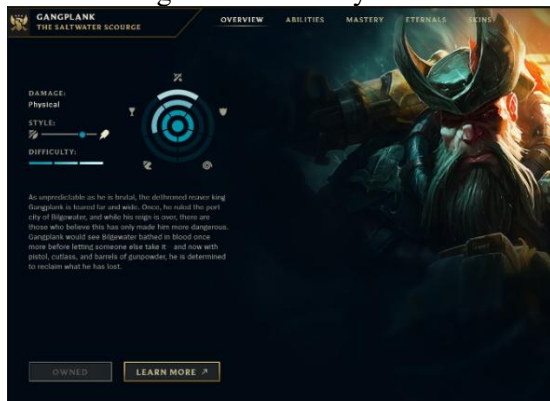 GANGPLANK
THE SALTWATER SCOURGE
OVERVIEW
ABILITIES
MASTERY
ETERNALS
SKINS
DAMAGE:
Physical
STYLE:
DIFFICULTY:
As unpredictable as he is brutal, the dethroned reaver king
Gangplank is feared far and wide. Once, he ruled the port
city of Bilgewater, and while his reign is over, there are
those who believe this has only made him more dangerous.
Gangplank would see Bilgewater bathed in blood once
more before letting someone else take it—and now with
pistol, cutlass, and barrels of gunpowder, he is determined
to reclaim what he has lost.
OWNED
LEARN MORE